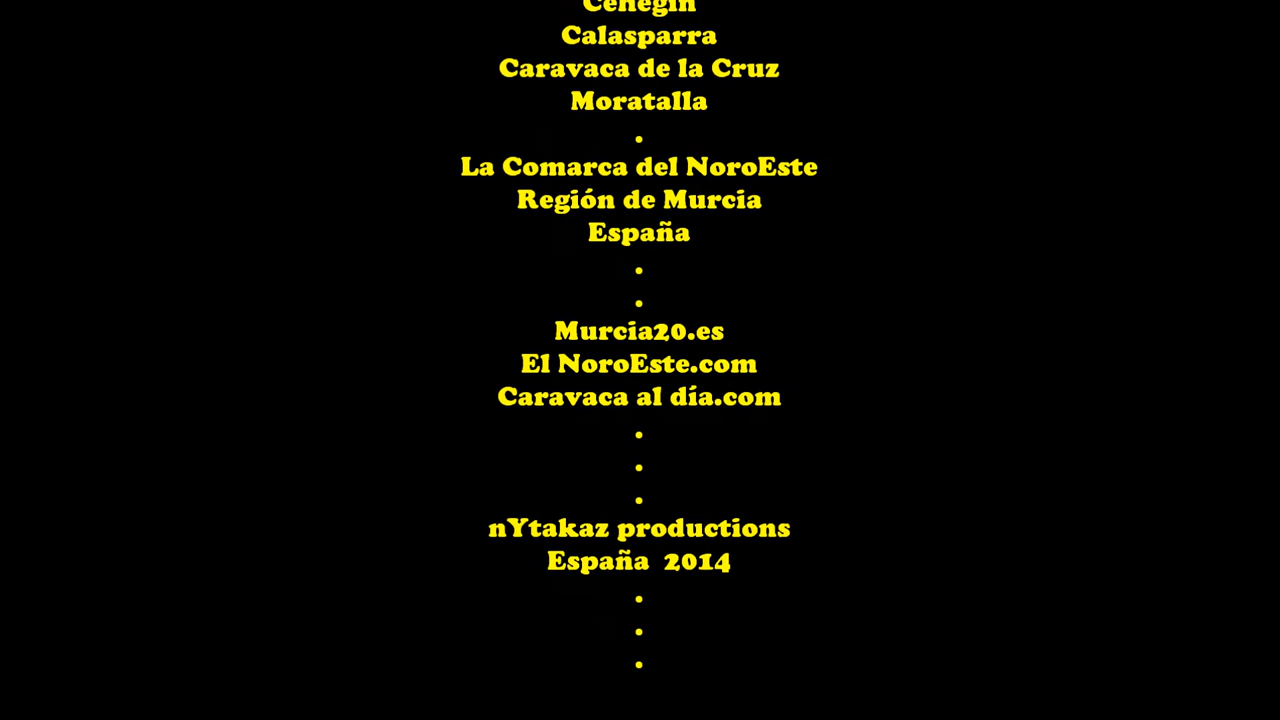 Cehegín
Calasparra
Caravaca de la Cruz
Moratalla
.
La Comarca del NoroEste
Región de Murcia
España
.
.
Murcia20.es
El NoroEste.com
Caravaca al día.com
.
.
.
nYtakaz productions
España 2014
.
.
.